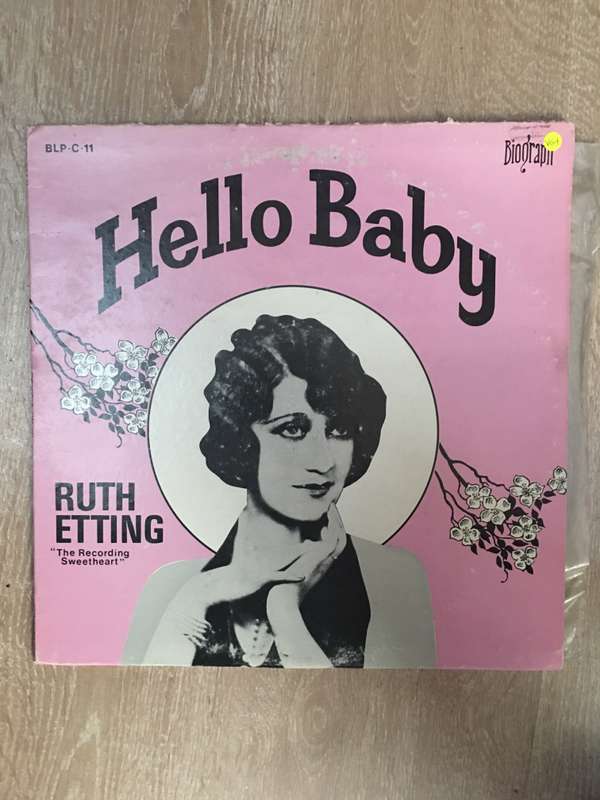 BLP-C-11
Biograph
Hello Baby
RUTH
ETTING
"The Recording
Sweetheart"